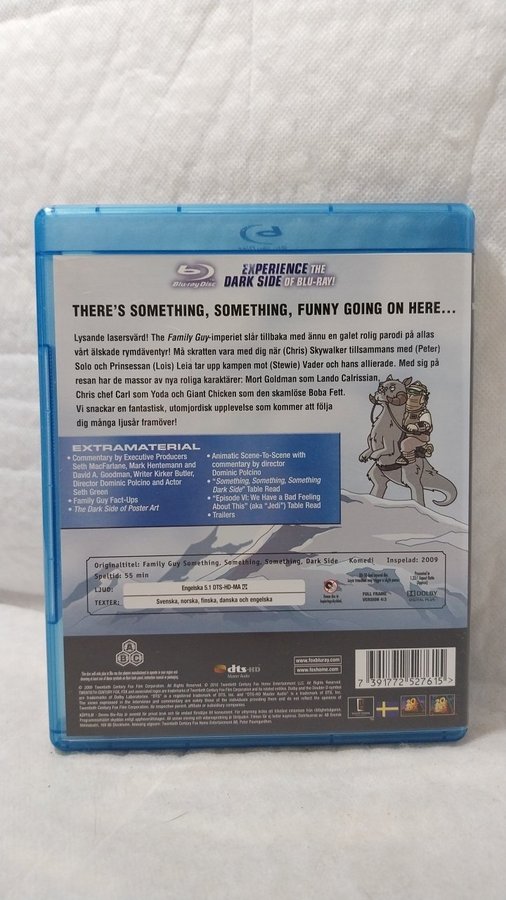 Blu-ray Disc
EXPERIENCE THE
DARK SIDE OF BLU-RAY!
THERE'S SOMETHING, SOMETHING, FUNNY GOING ON HERE...
Lysande lasersvärd! The Family Guy-imperiet slår tillbaka med ännu en galet rolig parodi på allas
vårt älskade rymdäventyr! Må skratten vara med dig när (Chris) Skywalker tillsammans med (Peter)
Solo och Prinsessan (Lois) Leia tar upp kampen mot (Stewie) Vader och hans allierade. Med sig på
resan har de massor av nya roliga karaktärer: Mort Goldman som Lando Calrissian,
Chris chef Carl som Yoda och Giant Chicken som den skamlöse Boba Fett.
Vi snackar en fantastisk, utomjordisk upplevelse som kommer att följa
dig många ljusår framöver!
EXTRAMATERIAL
• Commentary by Executive Producers
Seth MacFarlane, Mark Hentemann and
David A. Goodman, Writer Kirker Butler,
Director Dominic Polcino and Actor
Seth Green
• Family Guy Fact-Ups
• The Dark Side of Poster Art
• Animatic Scene-To-Scene with
commentary by director
Dominic Polcino
• "Something, Something, Something
Dark Side" Table Read
• "Episode VI: We Have a Bad Feeling
About This" (aka "Jedi") Table Read
• Trailers
Originaltitel: Family Guy Something, Something, Something, Dark Side Komedi Inspelad: 2009
Speltid: 55 min
LJUD: Engelska 5.1 DTS-HD-MA
TEXTER: Svenska, norska, finska, danska och engelska
FULL FRAME
VERSION 4:3
DOLBY
DIGITAL PLUS
A B C
dts-HD
Master Audio
www.foxbluray.com
www.foxhome.com
7 391772 527615 >